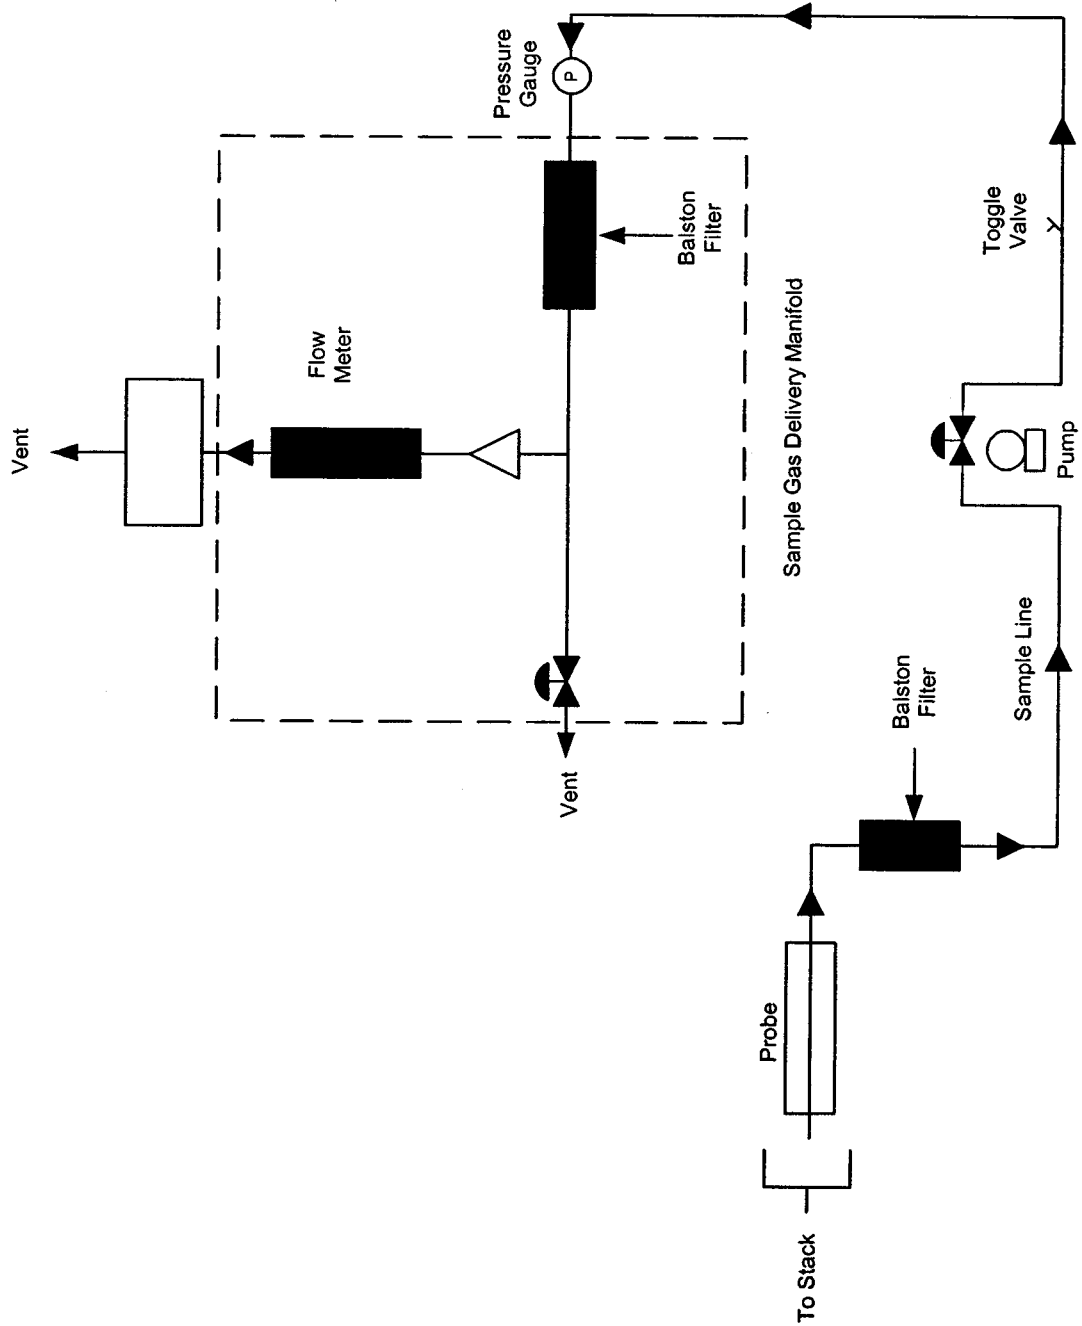 Vent
Flow
Meter
Pressure
Gauge
P
Balston
Filter
Vent
Sample Gas Delivery Manifold
Toggle
Valve
Pump
Sample Line
Balston
Filter
Probe
To Stack